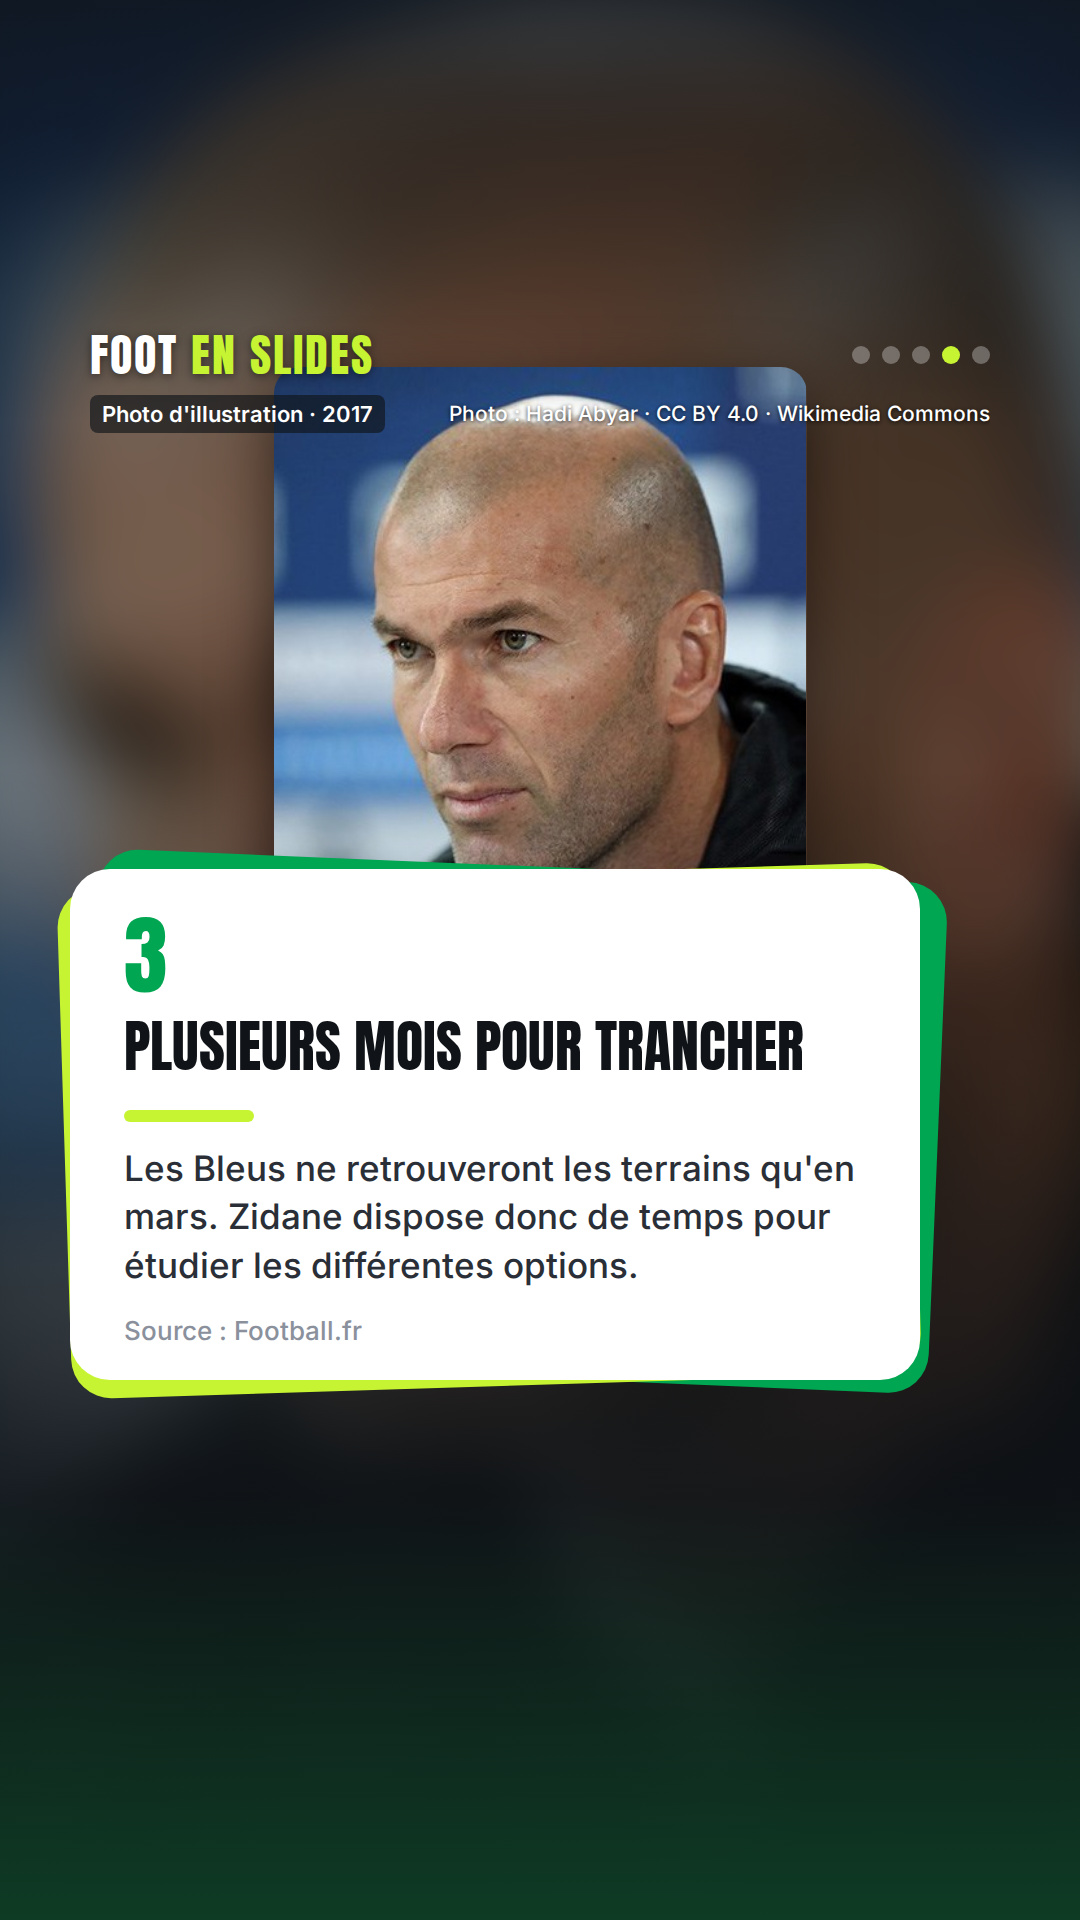 FOOT EN SLIDES
Photo d'illustration · 2017
Photo : Hadi Abyar · CC BY 4.0 · Wikimedia Commons
3
PLUSIEURS MOIS POUR TRANCHER
Les Bleus ne retrouveront les terrains qu'en
mars. Zidane dispose donc de temps pour
étudier les différentes options.
Source : Football.fr